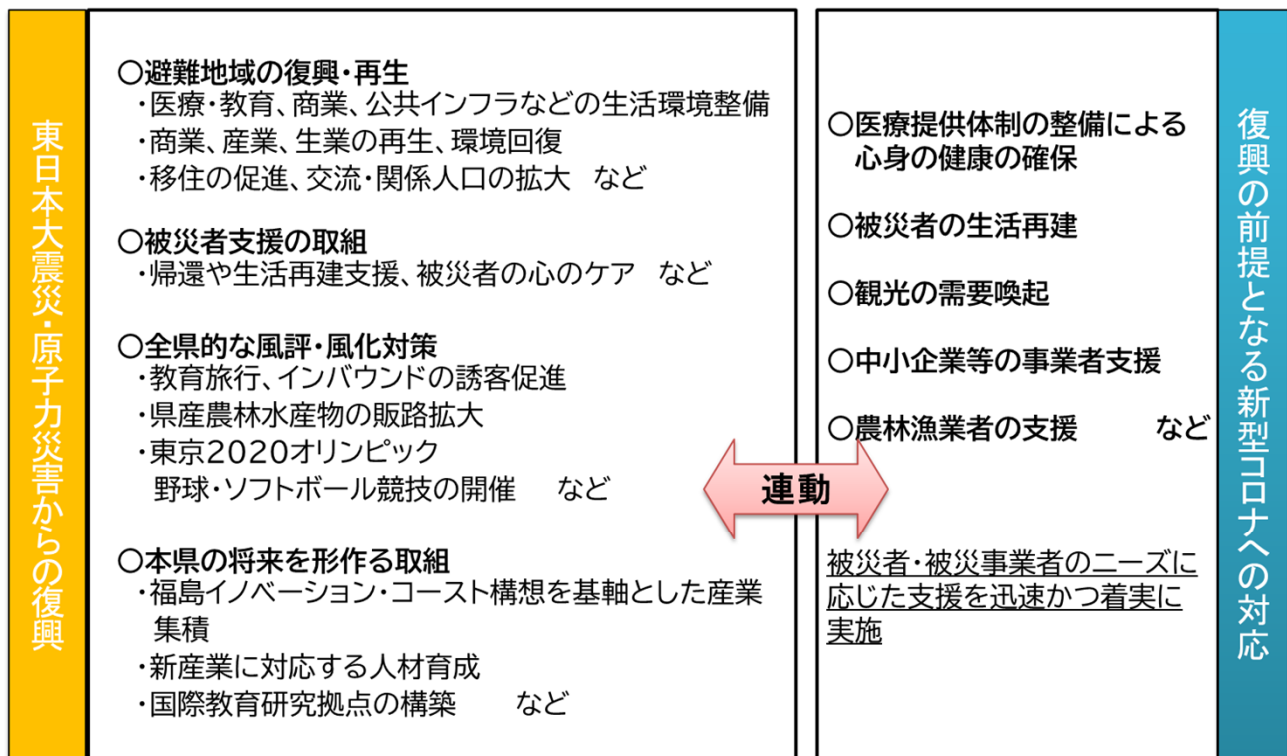 東日本大震災・原子力災害からの復興
○避難地域の復興・再生
・医療・教育、商業、公共インフラなどの生活環境整備
・商業、産業、生業の再生、環境回復
・移住の促進、交流・関係人口の拡大　など
○被災者支援の取組
・帰還や生活再建支援、被災者の心のケア　など
○全県的な風評・風化対策
・教育旅行、インバウンドの誘客促進
・県産農林水産物の販路拡大
・東京2020オリンピック
野球・ソフトボール競技の開催　など
○本県の将来を形作る取組
・福島イノベーション・コースト構想を基軸とした産業
集積
・新産業に対応する人材育成
・国際教育研究拠点の構築　など
連動
○医療提供体制の整備による
心身の健康の確保
○被災者の生活再建
○観光の需要喚起
○中小企業等の事業者支援
○農林漁業者の支援　など
被災者・被災事業者のニーズに
応じた支援を迅速かつ着実に
実施
復興の前提となる新型コロナへの対応